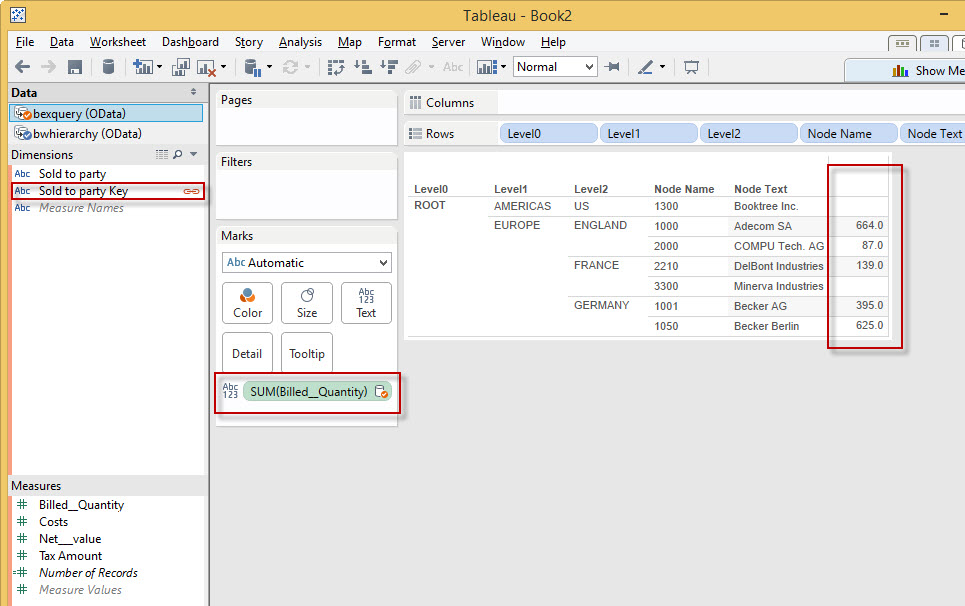 Tableau - Book2
File Data Worksheet Dashboard Story Analysis Map Format Server Window Help
Abc Normal Show Me
Data
bexquery (OData)
bwhierarchy (OData)
Dimensions
Abc Sold to party
Abc Sold to party Key
Abc Measure Names
Measures
Billed__Quantity
Costs
Net___value
Tax Amount
Number of Records
Measure Values
Pages
Filters
Marks
Abc Automatic
Color Size Abc 123 Text
Detail Tooltip
Abc 123 SUM(Billed__Quantity)
Columns
Rows Level0 Level1 Level2 Node Name Node Text
Level0 Level1 Level2 Node Name Node Text
ROOT AMERICAS US 1300 Booktree Inc.
EUROPE ENGLAND 1000 Adecom SA 664.0
2000 COMPU Tech. AG 87.0
FRANCE 2210 DelBont Industries 139.0
3300 Minerva Industries
GERMANY 1001 Becker AG 395.0
1050 Becker Berlin 625.0